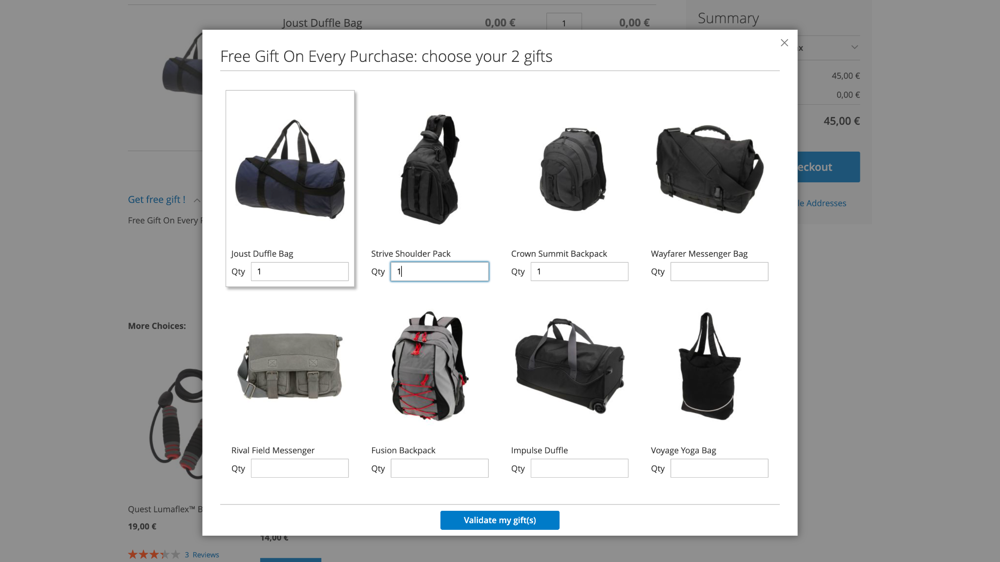 Joust Duffle Bag 0,00 € 1 0,00 €
Summary
Free Gift On Every Purchase: choose your 2 gifts
x
45,00 €
0,00 €
45,00 €
eckout
le Addresses
Get free gift !
Free Gift On Every
Joust Duffle Bag
Qty 1
Strive Shoulder Pack
Qty 1
Crown Summit Backpack
Qty 1
Wayfarer Messenger Bag
Qty
More Choices:
Rival Field Messenger
Qty
Fusion Backpack
Qty
Impulse Duffle
Qty
Voyage Yoga Bag
Qty
Validate my gift(s)
Quest Lumaflex™ B
19,00 €
14,00 €
3 Reviews